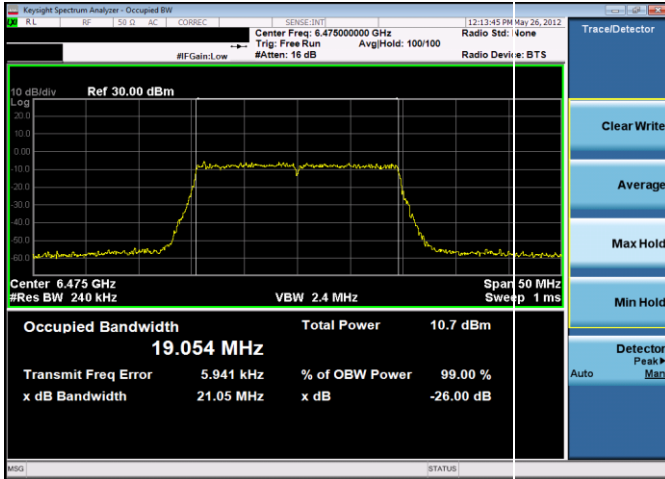 Keysight Spectrum Analyzer - Occupied BW
RL RF 50 Ω AC CORREC SENSE:INT 12:13:45 PM May 26, 2012
Center Freq: 6.475000000 GHz Radio Std: None
Trig: Free Run Avg|Hold: 100/100
#IFGain:Low #Atten: 16 dB Radio Device: BTS
Trace/Detector
10 dB/div Ref 30.00 dBm
Log
20.0
10.0
0.00
-10.0
-20.0
-30.0
-40.0
-50.0
-60.0
Center 6.475 GHz Span 50 MHz
#Res BW 240 kHz VBW 2.4 MHz Sweep 1 ms
Occupied Bandwidth Total Power 10.7 dBm
19.054 MHz
Transmit Freq Error 5.941 kHz % of OBW Power 99.00 %
x dB Bandwidth 21.05 MHz x dB -26.00 dB
Clear Write
Average
Max Hold
Min Hold
Detector
Peak▶
Auto Man
MSG STATUS